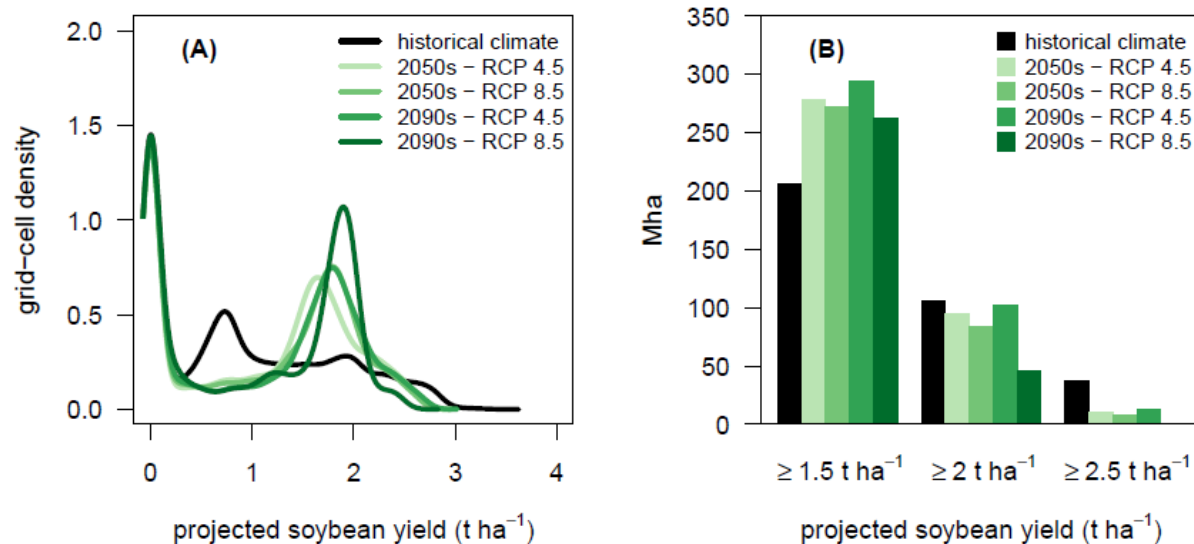 (A)
historical climate
2050s − RCP 4.5
2050s − RCP 8.5
2090s − RCP 4.5
2090s − RCP 8.5
grid−cell density
2.0
1.5
1.0
0.5
0.0
0 1 2 3 4
projected soybean yield (t ha⁻¹)
(B)
historical climate
2050s − RCP 4.5
2050s − RCP 8.5
2090s − RCP 4.5
2090s − RCP 8.5
Mha
350
300
250
200
150
100
50
0
≥ 1.5 t ha⁻¹ ≥ 2 t ha⁻¹ ≥ 2.5 t ha⁻¹
projected soybean yield (t ha⁻¹)